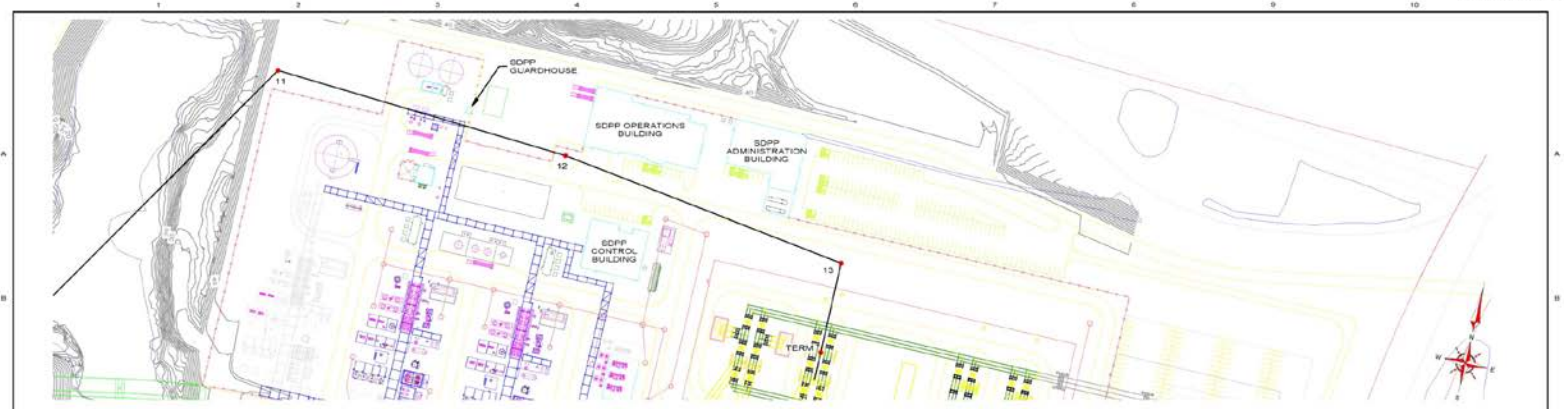 1 2 3 4 5 6 7 8 9 10
SDPP
GUARDHOUSE
11
SDPP OPERATIONS
BUILDING
SDPP
ADMINISTRATION
BUILDING
A A
12
SDPP
CONTROL
BUILDING
13
B B
TERM
N
W E
S